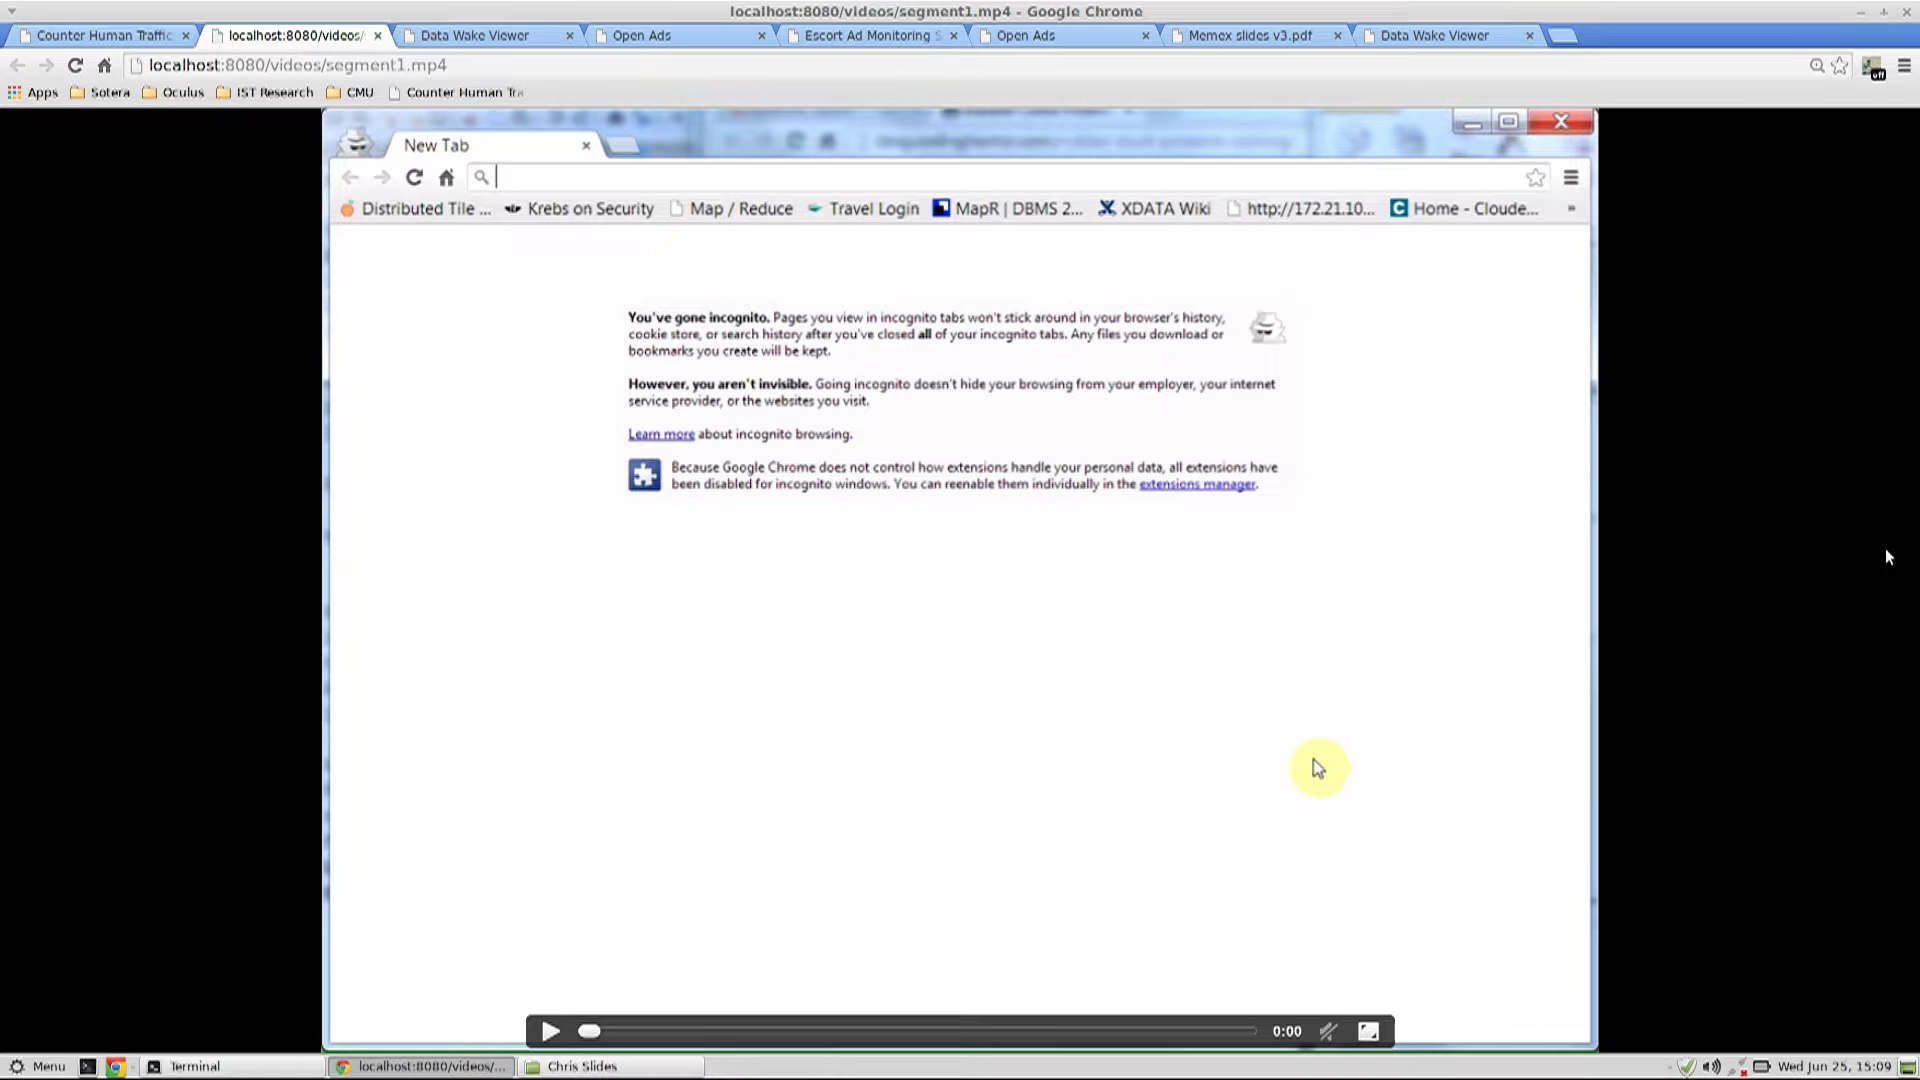 localhost:8080/videos/segment1.mp4 - Google Chrome
Counter Human Traffic
localhost:8080/videos/
Data Wake Viewer
Open Ads
Escort Ad Monitoring S
Open Ads
Memex slides v3.pdf
Data Wake Viewer
localhost:8080/videos/segment1.mp4
off
Apps
Sotera
Oculus
IST Research
CMU
Counter Human Tra
New Tab
Distributed Tile ...
Krebs on Security
Map / Reduce
Travel Login
MapR | DBMS 2...
XDATA Wiki
http://172.21.10...
Home - Cloude...
»
You've gone incognito. Pages you view in incognito tabs won't stick around in your browser's history,
cookie store, or search history after you've closed all of your incognito tabs. Any files you download or
bookmarks you create will be kept.
However, you aren't invisible. Going incognito doesn't hide your browsing from your employer, your internet
service provider, or the websites you visit.
Learn more about incognito browsing.
Because Google Chrome does not control how extensions handle your personal data, all extensions have
been disabled for incognito windows. You can reenable them individually in the extensions manager.
0:00
Menu
Terminal
localhost:8080/videos/...
Chris Slides
Wed Jun 25, 15:09